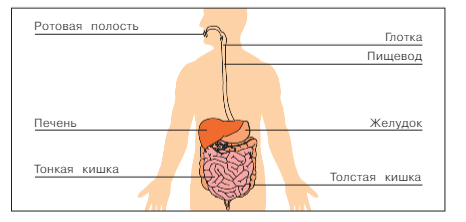 Ротовая полость
Глотка
Пищевод
Печень
Желудок
Тонкая кишка
Толстая кишка